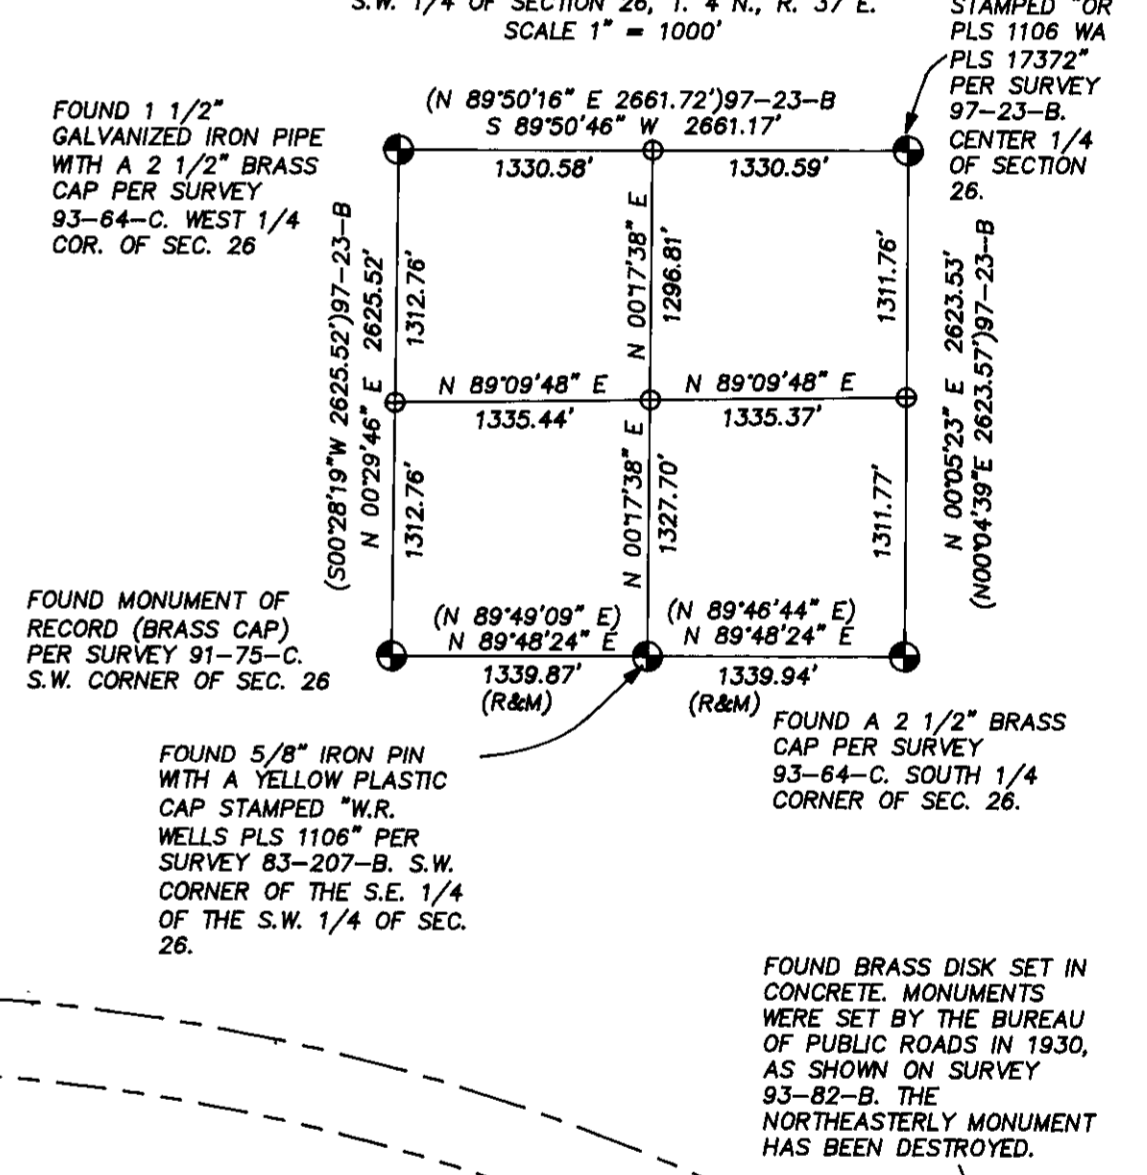 S.W. 1/4 OF SECTION 26, T. 4 N., R. 37 E.
SCALE 1" = 1000'
STAMPED "OR
PLS 1106 WA
PLS 17372"
PER SURVEY
97-23-B.
CENTER 1/4
OF SECTION
26.
FOUND 1 1/2"
GALVANIZED IRON PIPE
WITH A 2 1/2" BRASS
CAP PER SURVEY
93-64-C. WEST 1/4
COR. OF SEC. 26
(N 89°50'16" E 2661.72')97-23-B
S 89°50'46" W 2661.17'
1330.58'
1330.59'
(S00°28'19"W 2625.52')97-23-B
N 00°29'46" E 2625.52'
1312.76'
1312.76'
N 00°17'38" E
1296.81'
N 00°17'38" E
1327.70'
1311.76'
1311.77'
N 00°05'23" E 2623.53'
(N00°04'39"E 2623.57')97-23-B
N 89°09'48" E
1335.44'
N 89°09'48" E
1335.37'
(N 89°49'09" E)
N 89°48'24" E
1339.87'
(R&M)
(N 89°46'44" E)
N 89°48'24" E
1339.94'
(R&M)
FOUND MONUMENT OF
RECORD (BRASS CAP)
PER SURVEY 91-75-C.
S.W. CORNER OF SEC. 26
FOUND 5/8" IRON PIN
WITH A YELLOW PLASTIC
CAP STAMPED "W.R.
WELLS PLS 1106" PER
SURVEY 83-207-B. S.W.
CORNER OF THE S.E. 1/4
OF THE S.W. 1/4 OF SEC.
26.
FOUND A 2 1/2" BRASS
CAP PER SURVEY
93-64-C. SOUTH 1/4
CORNER OF SEC. 26.
FOUND BRASS DISK SET IN
CONCRETE. MONUMENTS
WERE SET BY THE BUREAU
OF PUBLIC ROADS IN 1930,
AS SHOWN ON SURVEY
93-82-B. THE
NORTHEASTERLY MONUMENT
HAS BEEN DESTROYED.